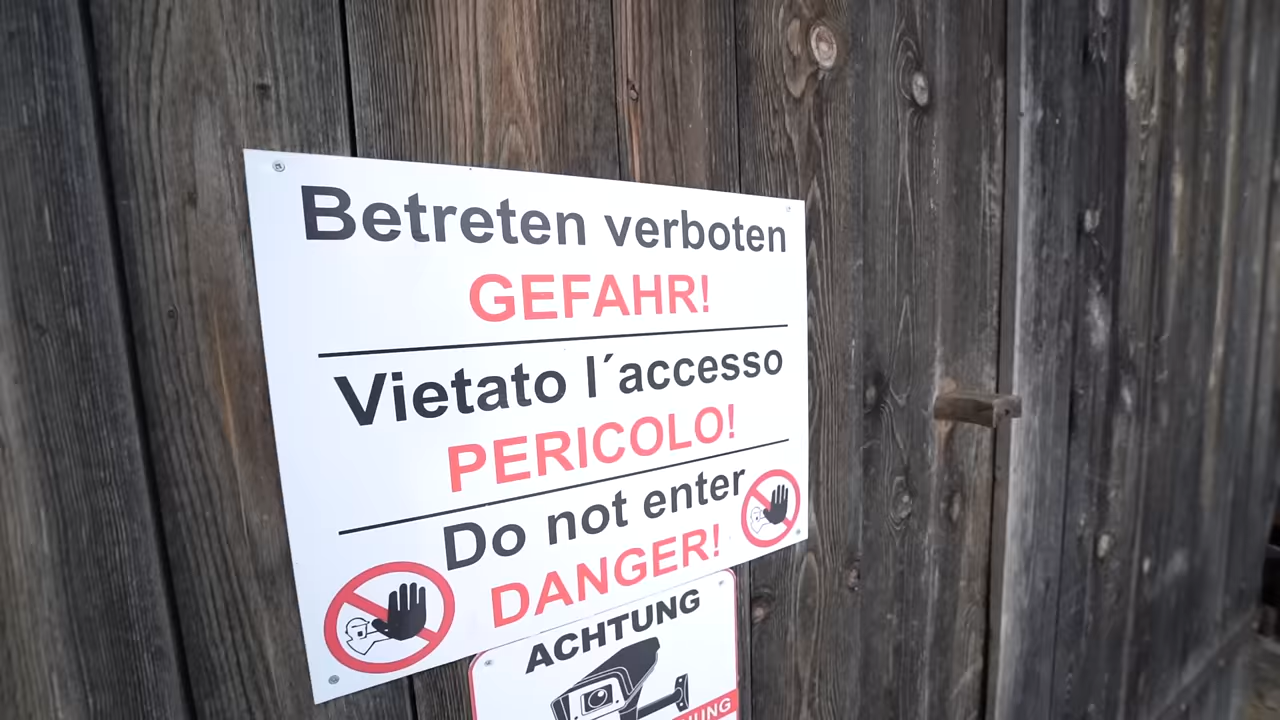 Betreten verboten
GEFAHR!
Vietato l´accesso
PERICOLO!
Do not enter
DANGER!
ACHTUNG